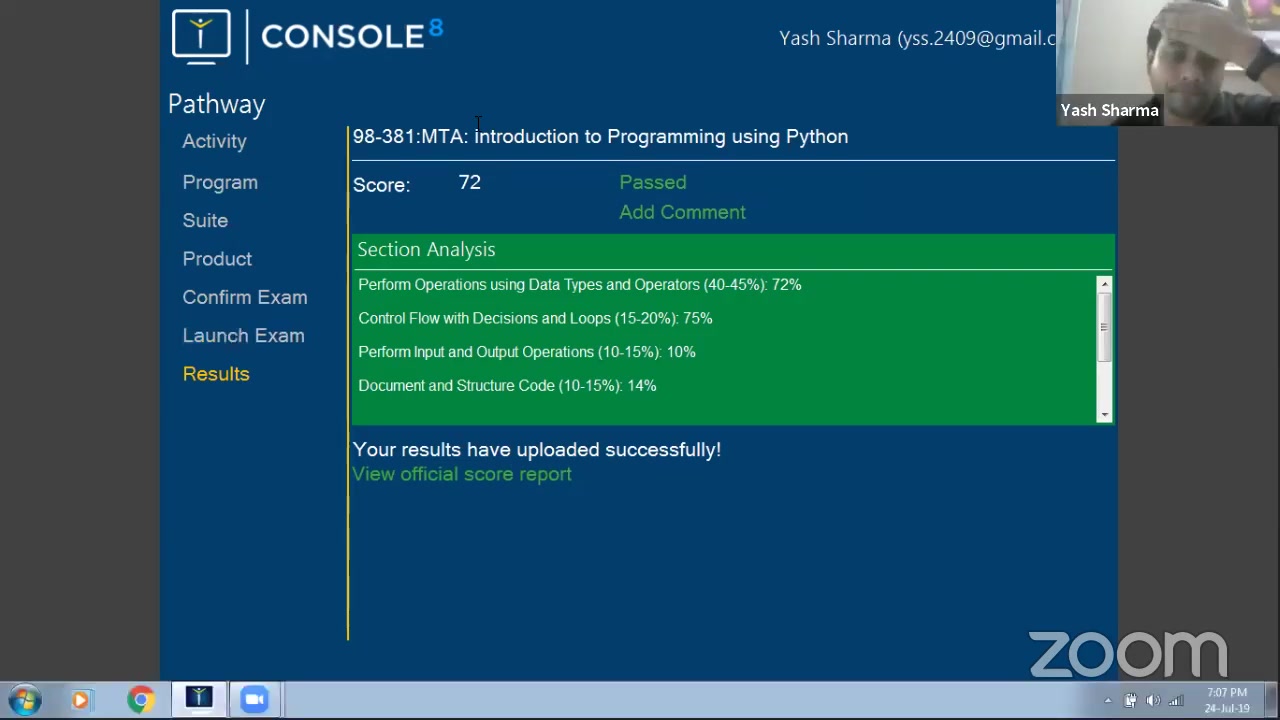 CONSOLE8
Yash Sharma (yss.2409@gmail.c
Yash Sharma
Pathway
Activity
Program
Suite
Product
Confirm Exam
Launch Exam
Results
98-381:MTA: Introduction to Programming using Python
Score: 72 Passed
Add Comment
Section Analysis
Perform Operations using Data Types and Operators (40-45%): 72%
Control Flow with Decisions and Loops (15-20%): 75%
Perform Input and Output Operations (10-15%): 10%
Document and Structure Code (10-15%): 14%
Your results have uploaded successfully!
View official score report
zoom
7:07 PM
24-Jul-19